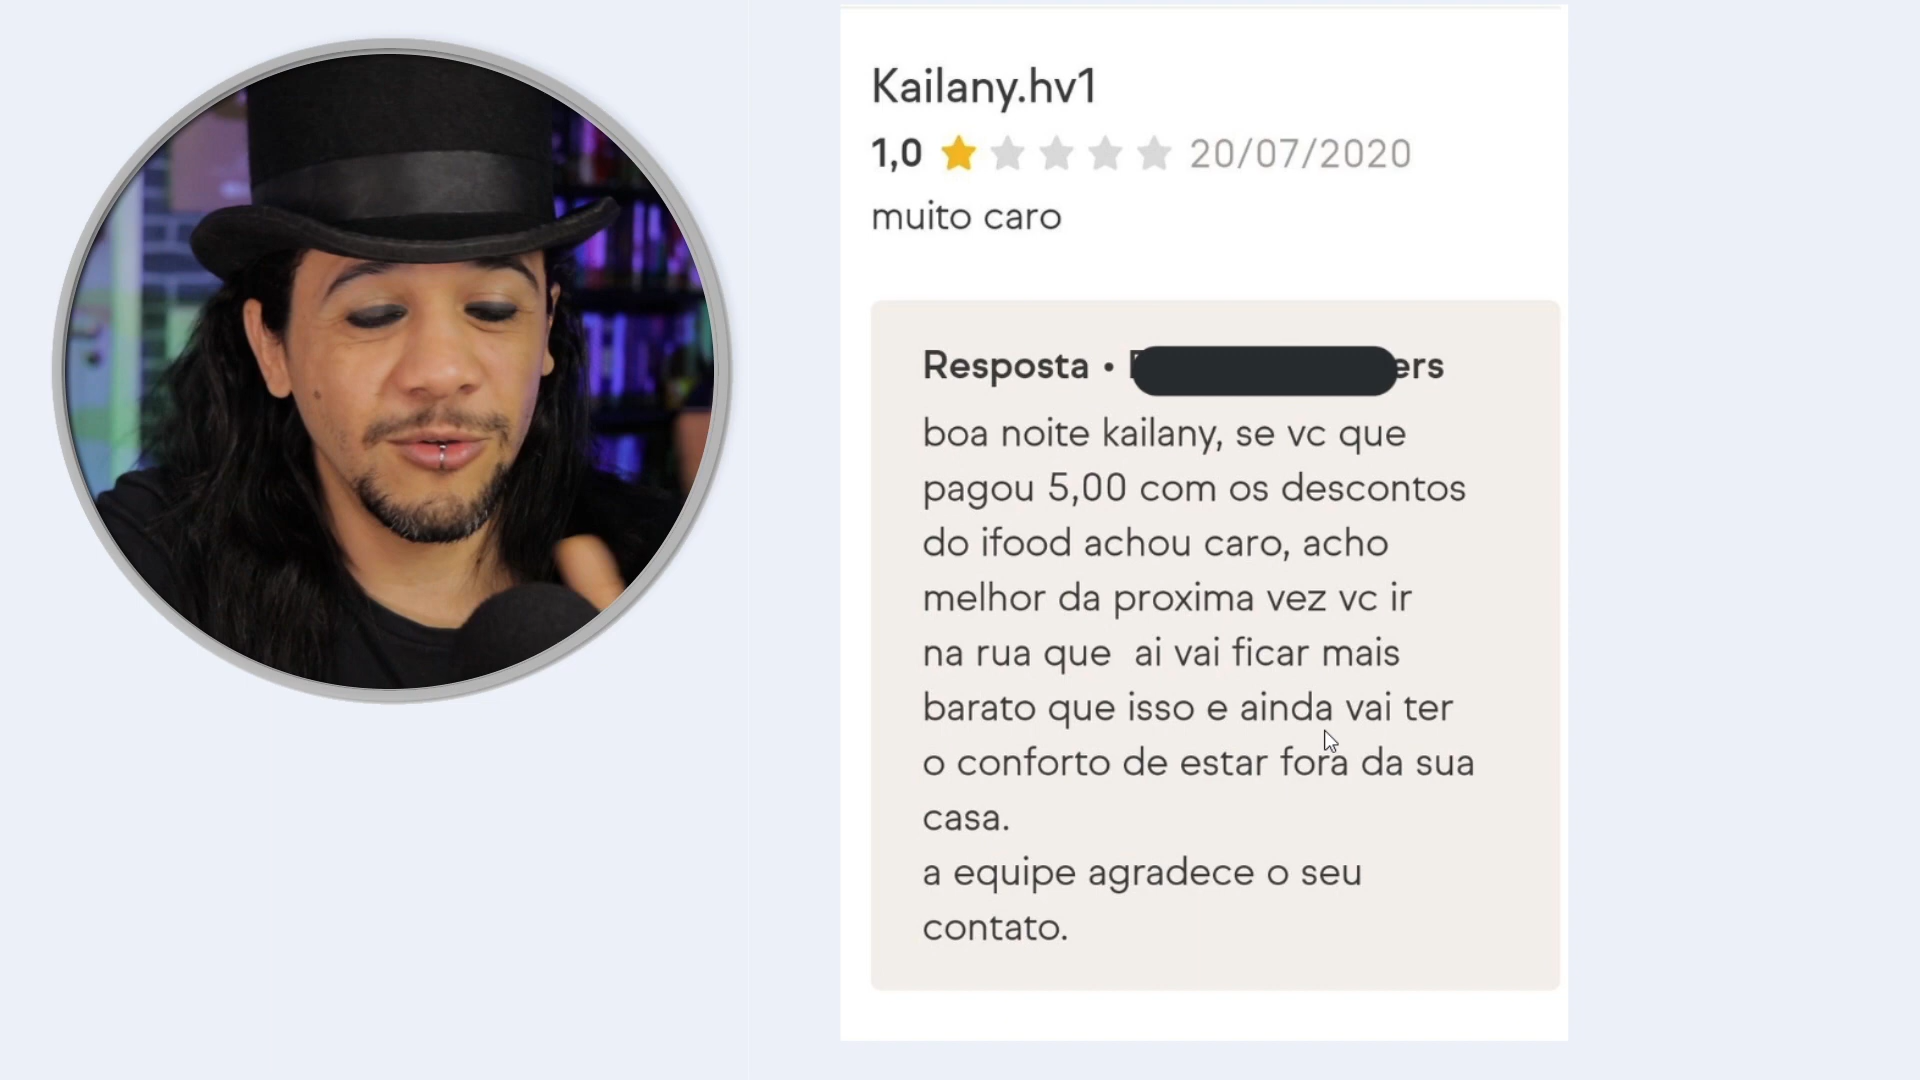 Kailany.hv1
1,0 20/07/2020
muito caro
Resposta • ers
boa noite kailany, se vc que
pagou 5,00 com os descontos
do ifood achou caro, acho
melhor da proxima vez vc ir
na rua que ai vai ficar mais
barato que isso e ainda vai ter
o conforto de estar fora da sua
casa.
a equipe agradece o seu
contato.